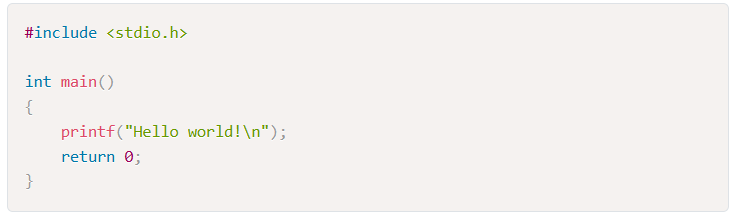 #include <stdio.h>

int main()
{
    printf("Hello world!\n");
    return 0;
}